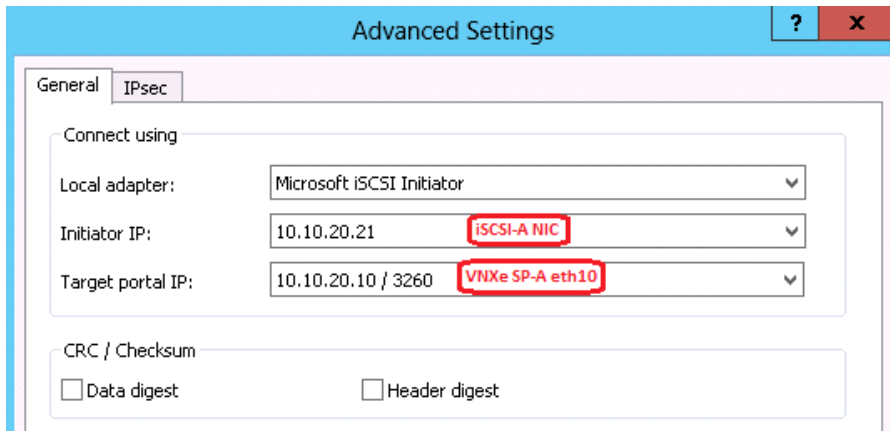 Advanced Settings
? x
General IPsec
Connect using
Local adapter: Microsoft iSCSI Initiator
Initiator IP: 10.10.20.21 iSCSI-A NIC
Target portal IP: 10.10.20.10 / 3260 VNXe SP-A eth10
CRC / Checksum
Data digest Header digest